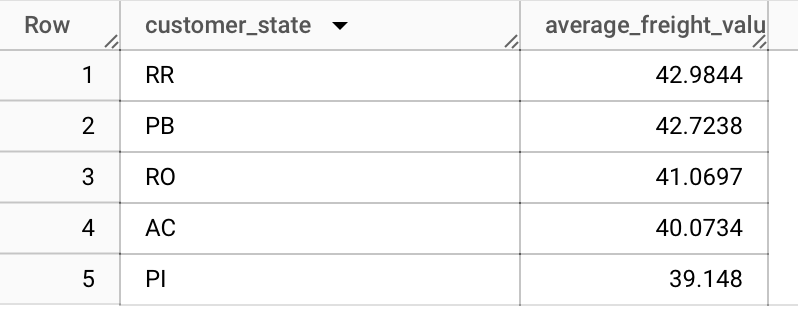 Row customer_state average_freight_valu
1 RR 42.9844
2 PB 42.7238
3 RO 41.0697
4 AC 40.0734
5 PI 39.148